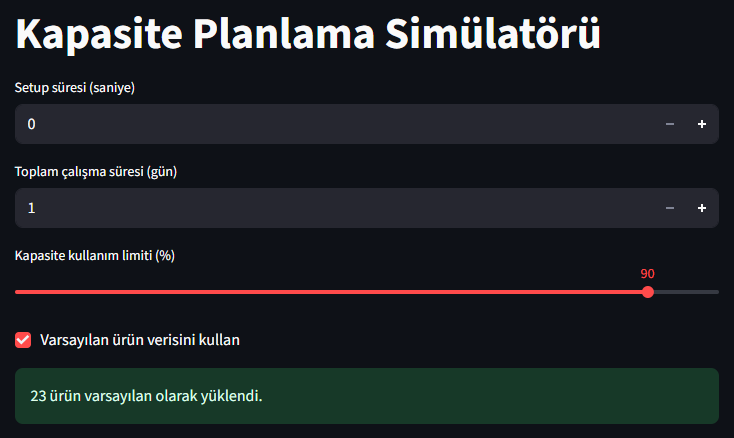 Kapasite Planlama Simülatörü
Setup süresi (saniye)
0
Toplam çalışma süresi (gün)
1
Kapasite kullanım limiti (%)
90
Varsayılan ürün verisini kullan
23 ürün varsayılan olarak yüklendi.